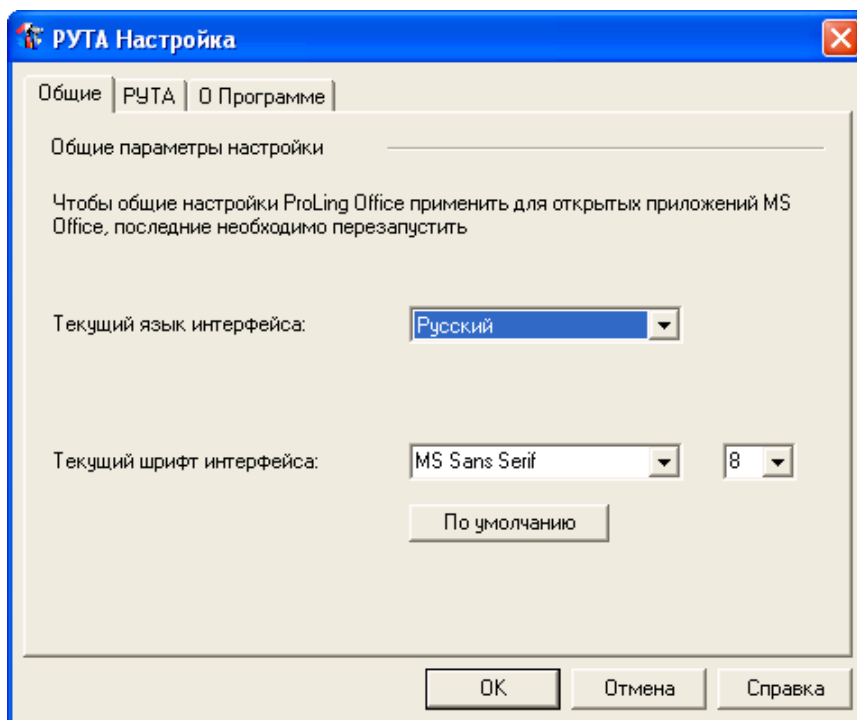 РУТА Настройка
Общие
РУТА
О Программе
Общие параметры настройки
Чтобы общие настройки ProLing Office применить для открытых приложений MS
Office, последние необходимо перезапустить
Текущий язык интерфейса:
Русский
Текущий шрифт интерфейса:
MS Sans Serif
8
По умолчанию
OK
Отмена
Справка